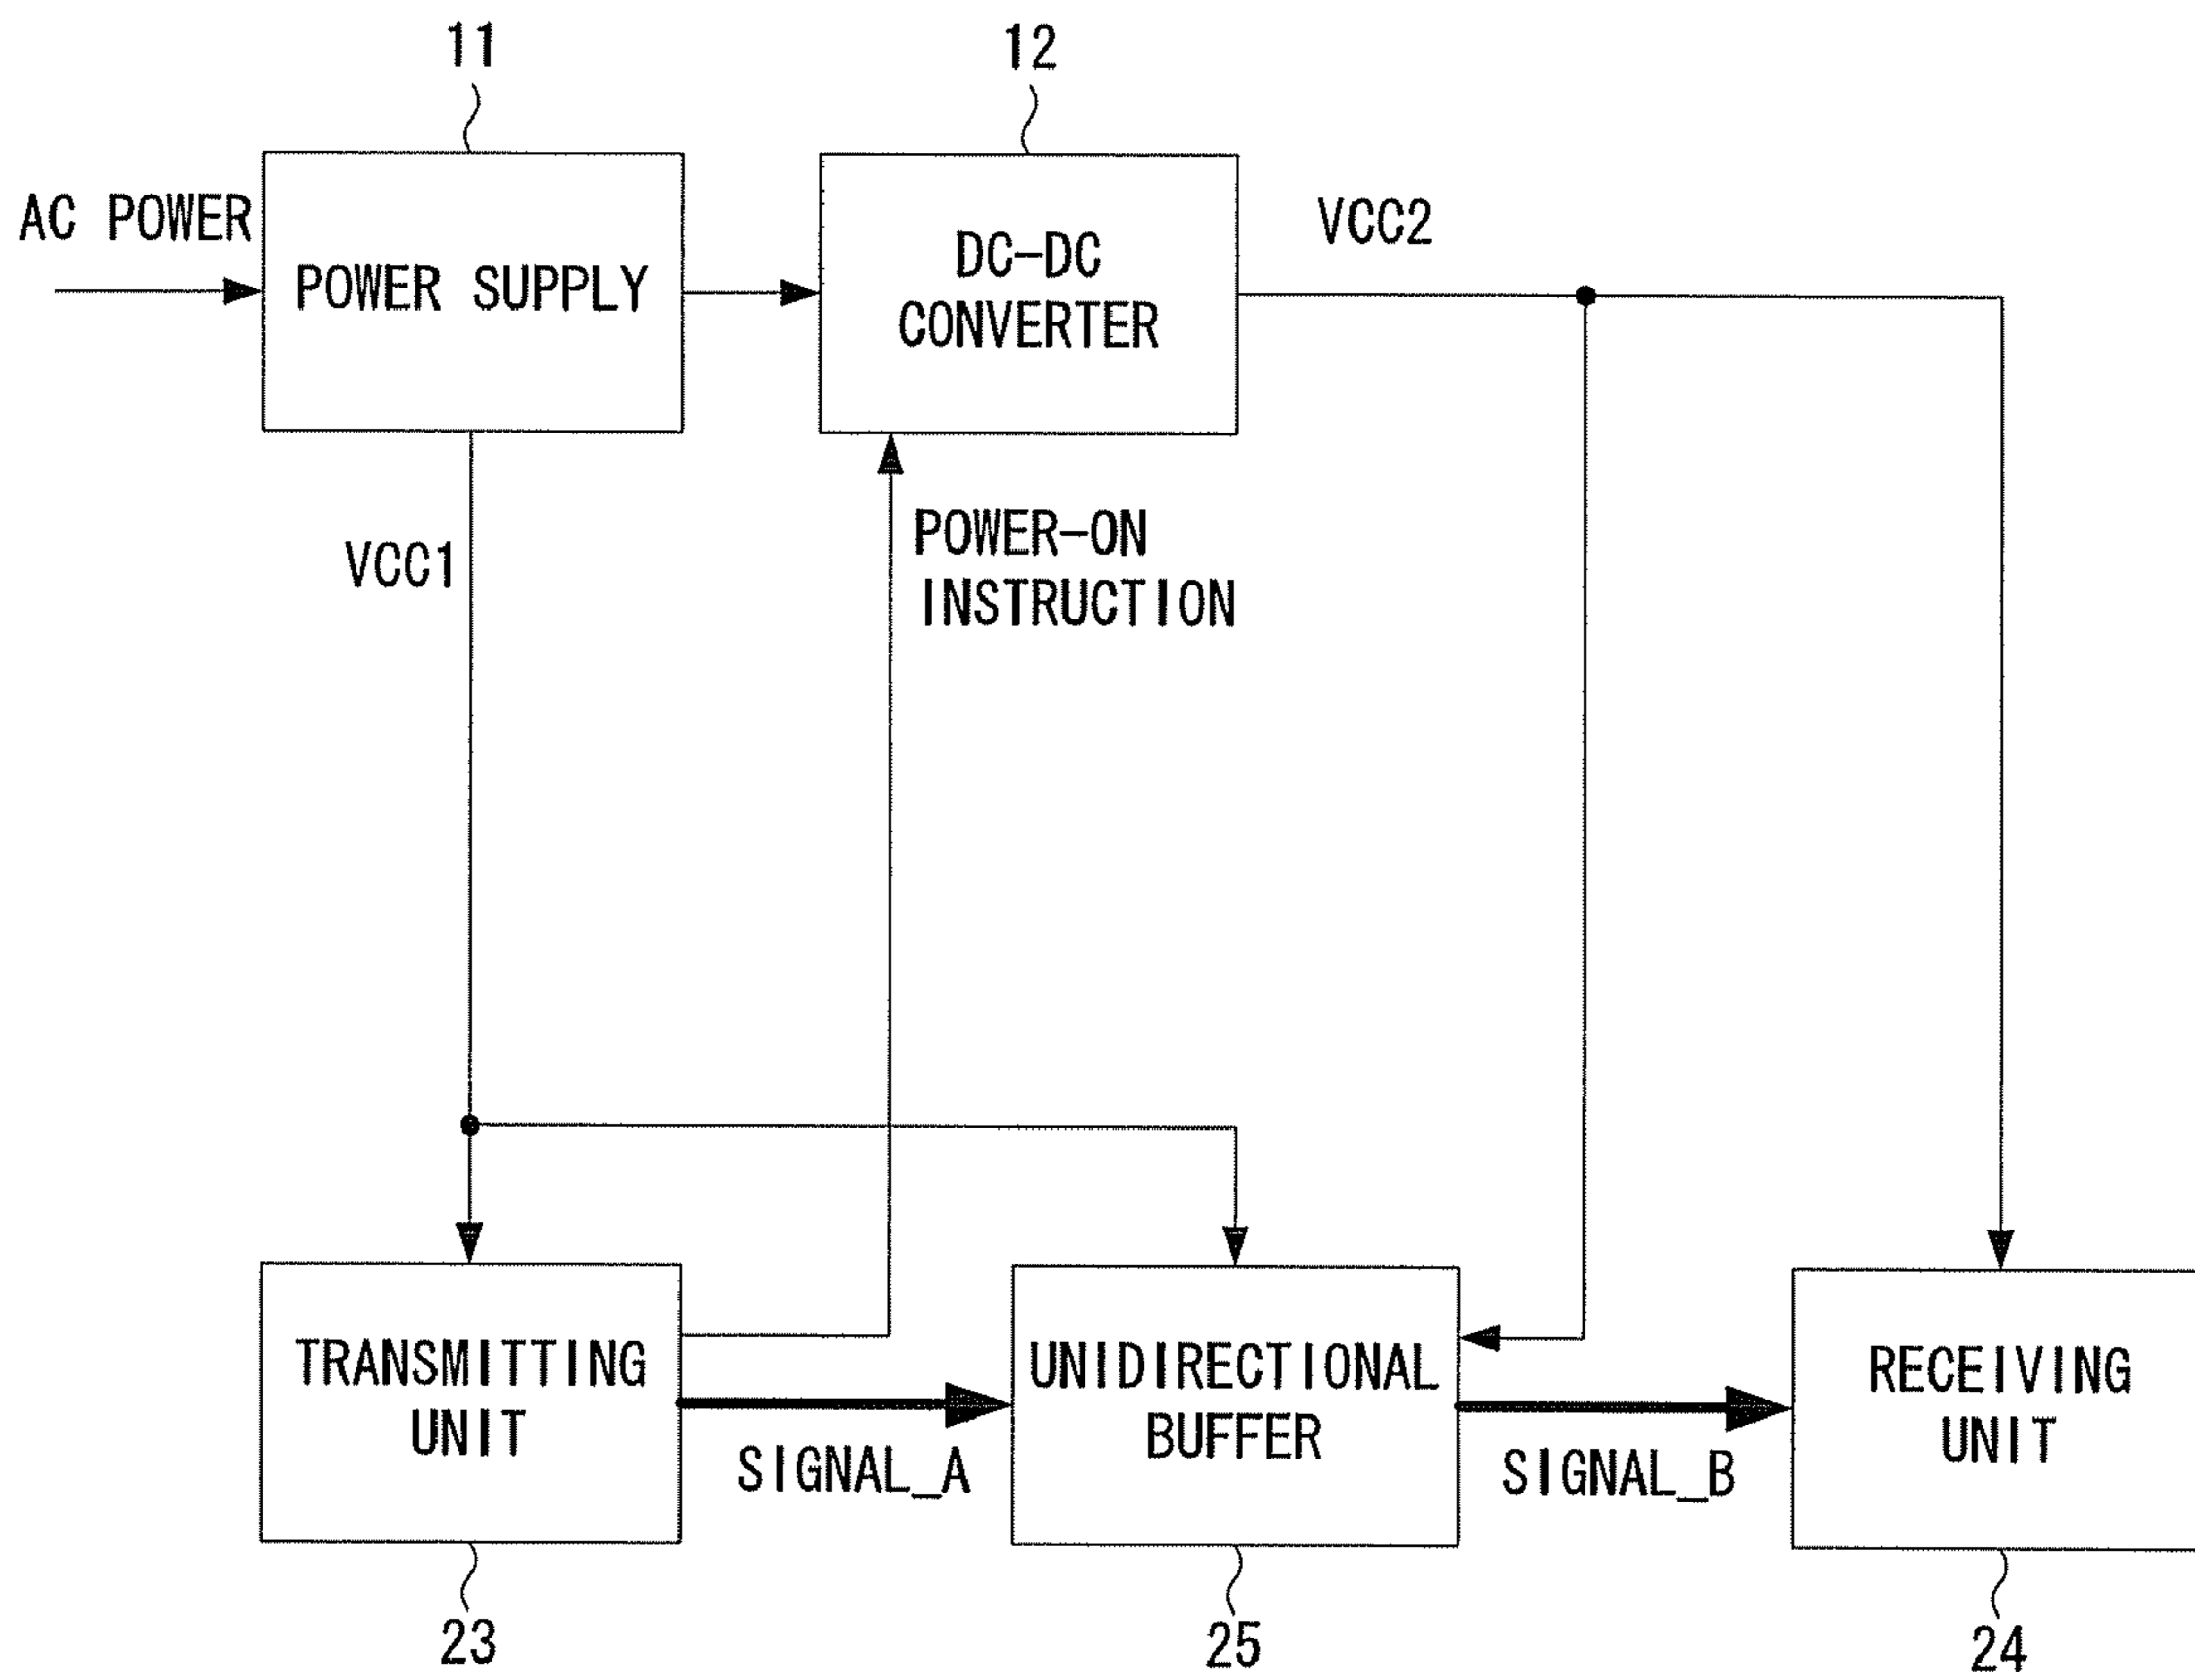 11
12
AC POWER
POWER SUPPLY
DC-DC
CONVERTER
VCC2
VCC1
POWER-ON
INSTRUCTION
TRANSMITTING
UNIT
SIGNAL_A
UNIDIRECTIONAL
BUFFER
SIGNAL_B
RECEIVING
UNIT
23
25
24